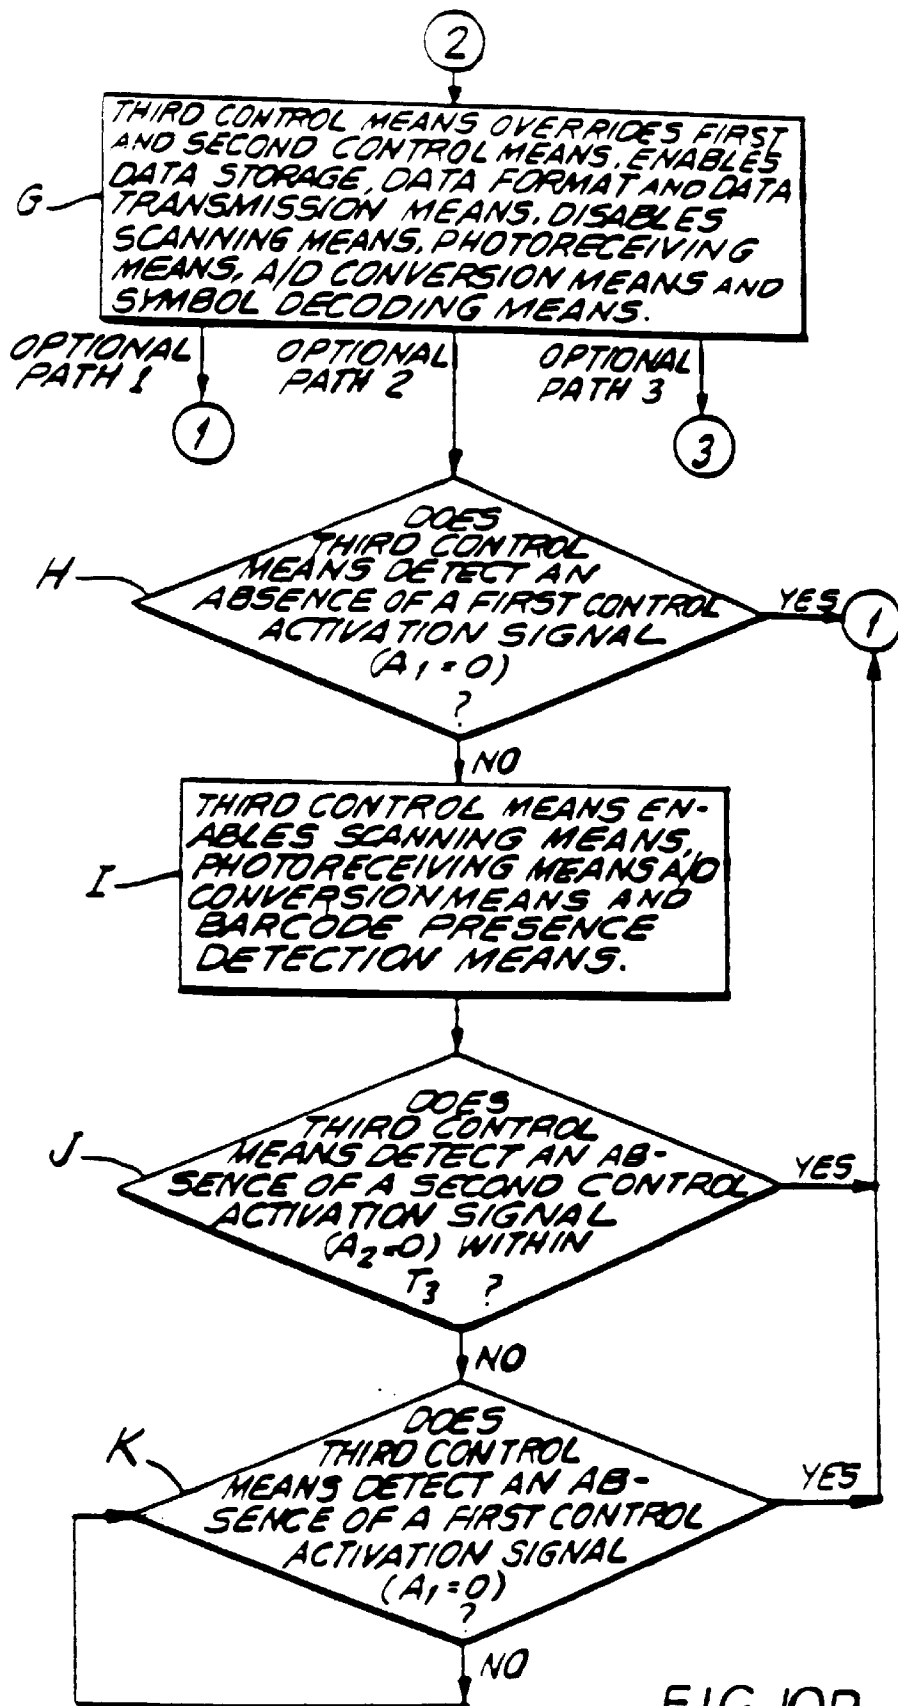 2
THIRD CONTROL MEANS OVERRIDES FIRST
AND SECOND CONTROL MEANS, ENABLES
DATA STORAGE, DATA FORMAT AND DATA
TRANSMISSION MEANS, DISABLES
SCANNING MEANS, PHOTORECEIVING
MEANS, A/D CONVERSION MEANS AND
SYMBOL DECODING MEANS.
G
OPTIONAL
PATH 1
OPTIONAL
PATH 2
OPTIONAL
PATH 3
1
3
H
DOES
THIRD CONTROL
MEANS DETECT AN
ABSENCE OF A FIRST CONTROL
ACTIVATION SIGNAL
(A1 = 0)
?
YES
1
NO
I
THIRD CONTROL MEANS EN-
ABLES SCANNING MEANS,
PHOTORECEIVING MEANS A/D
CONVERSION MEANS AND
BARCODE PRESENCE
DETECTION MEANS.
J
DOES
THIRD CONTROL
MEANS DETECT AN AB-
SENCE OF A SECOND CONTROL
ACTIVATION SIGNAL
(A2=0) WITHIN
T3 ?
YES
NO
K
DOES
THIRD CONTROL
MEANS DETECT AN AB-
SENCE OF A FIRST CONTROL
ACTIVATION SIGNAL
(A1=0)
?
YES
NO